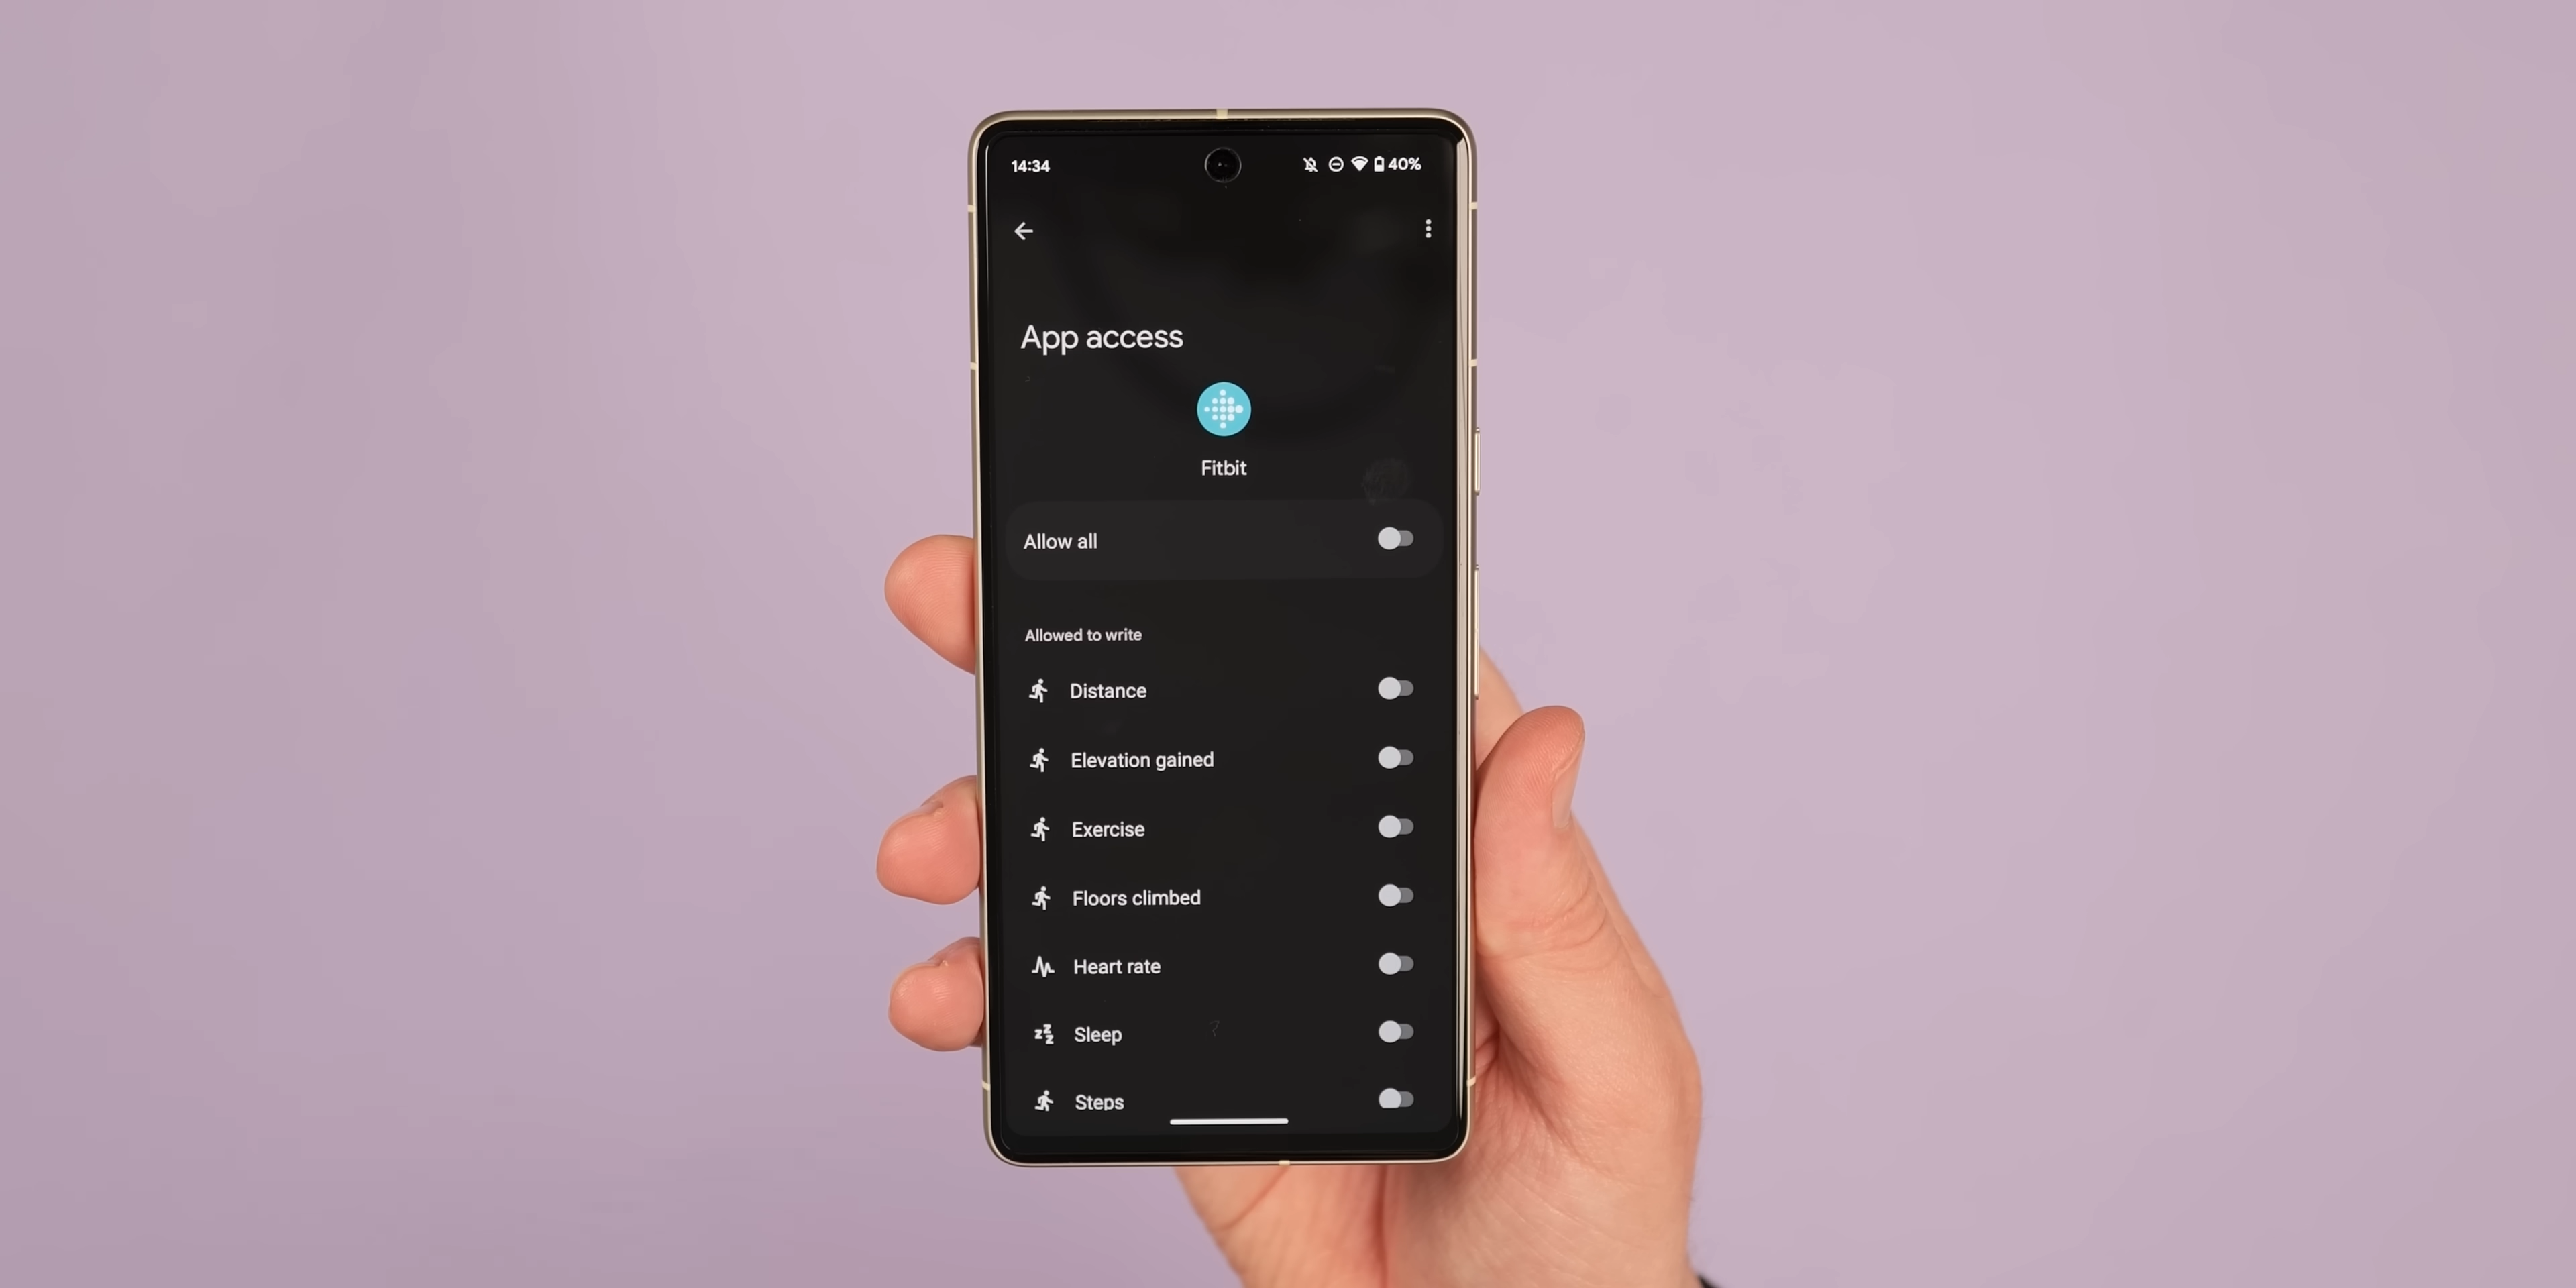 14:34
40%
App access
Fitbit
Allow all
Allowed to write
Distance
Elevation gained
Exercise
Floors climbed
Heart rate
Sleep
Steps